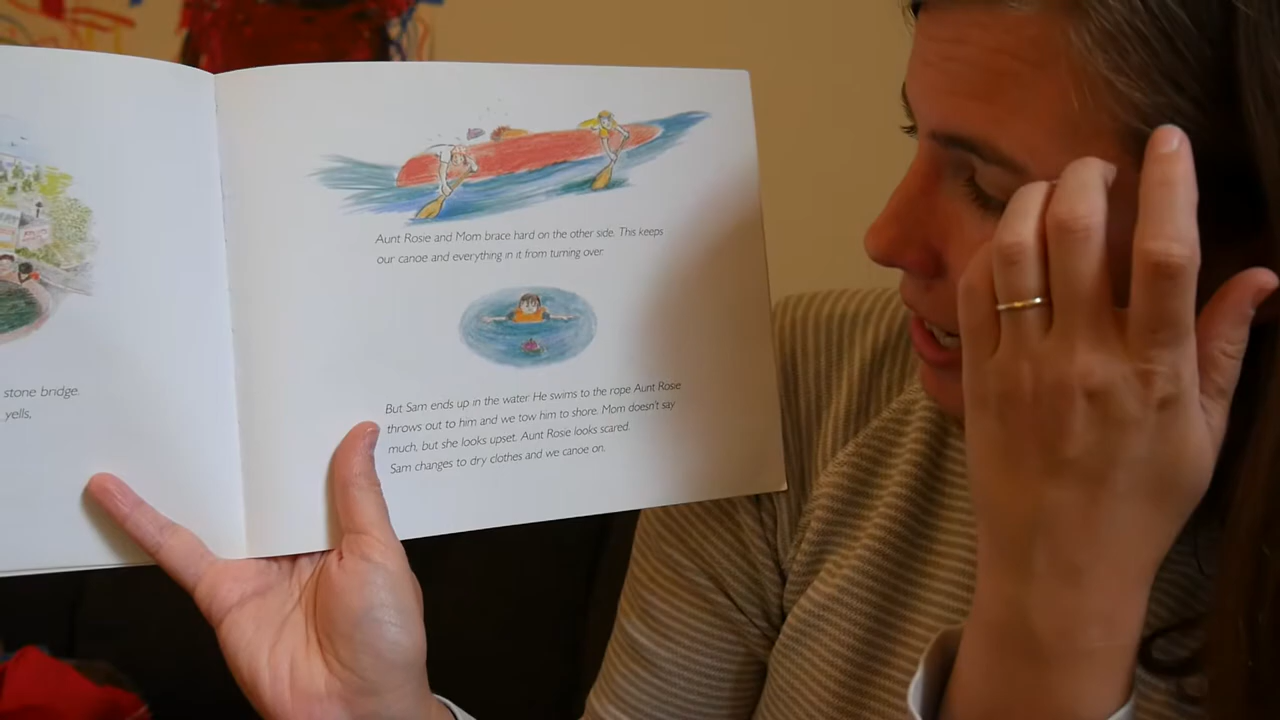 stone bridge.
yells,
Aunt Rosie and Mom brace hard on the other side. This keeps
our canoe and everything in it from turning over.
But Sam ends up in the water. He swims to the rope Aunt Rosie
throws out to him and we tow him to shore. Mom doesn't say
much, but she looks upset. Aunt Rosie looks scared.
Sam changes to dry clothes and we canoe on.